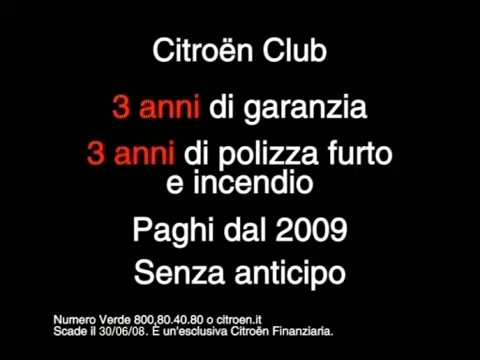 Citroën Club
3 anni di garanzia
3 anni di polizza furto
e incendio
Paghi dal 2009
Senza anticipo
Numero Verde 800.80.40.80 o citroen.it
Scade il 30/06/08. È un'esclusiva Citroën Finanziaria.